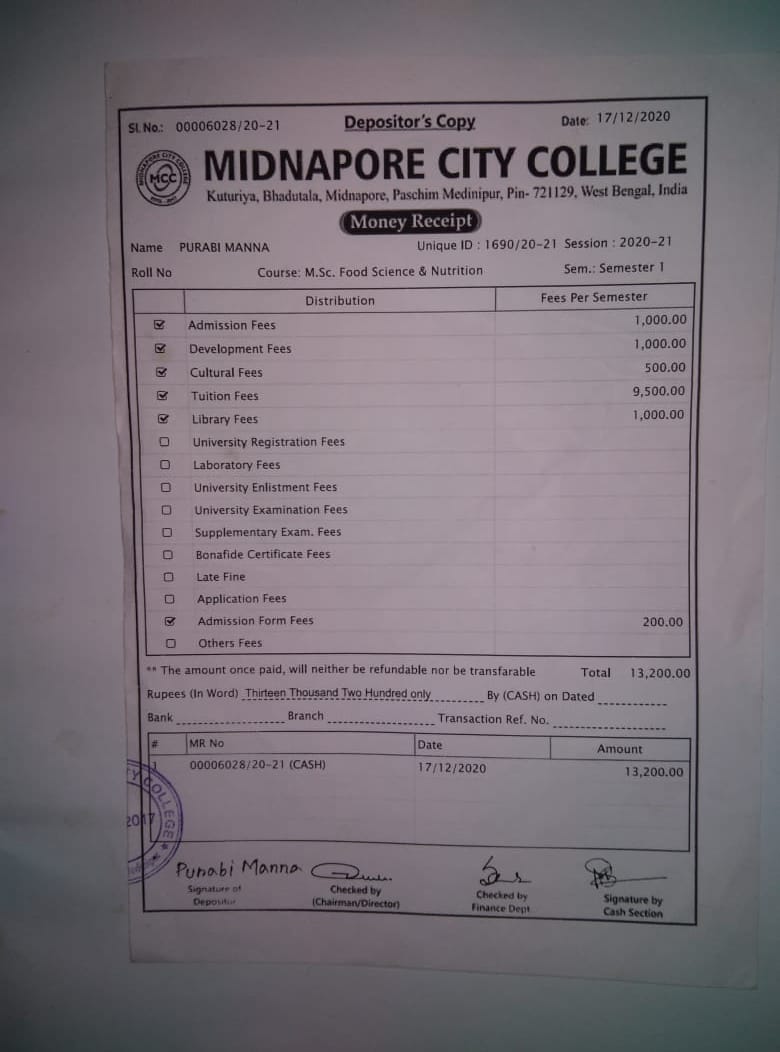 Sl. No.: 00006028/20-21 Depositor's Copy Date: 17/12/2020
MCC MIDNAPORE CITY COLLEGE
Kuturiya, Bhadutala, Midnapore, Paschim Medinipur, Pin- 721129, West Bengal, India
Money Receipt
Name PURABI MANNA Unique ID : 1690/20-21 Session : 2020-21
Roll No Course: M.Sc. Food Science & Nutrition Sem.: Semester 1
Distribution Fees Per Semester
Admission Fees 1,000.00
Development Fees 1,000.00
Cultural Fees 500.00
Tuition Fees 9,500.00
Library Fees 1,000.00
University Registration Fees
Laboratory Fees
University Enlistment Fees
University Examination Fees
Supplementary Exam. Fees
Bonafide Certificate Fees
Late Fine
Application Fees
Admission Form Fees 200.00
Others Fees
** The amount once paid, will neither be refundable nor be transfarable Total 13,200.00
Rupees (In Word) Thirteen Thousand Two Hundred only By (CASH) on Dated
Bank Branch Transaction Ref. No.
# MR No Date Amount
1 00006028/20-21 (CASH) 17/12/2020 13,200.00
COLLEGE
2017
Purabi Manna
Signature of Depositor
Checked by (Chairman/Director)
Checked by Finance Dept
Signature by Cash Section